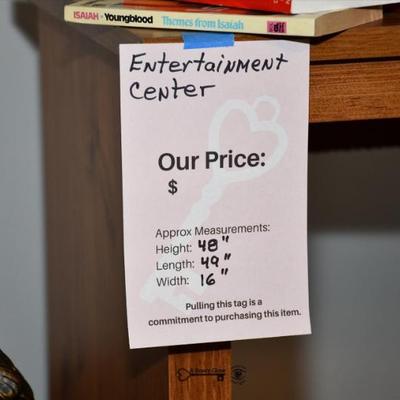 ISAIAH • Youngblood Themes from Isaiah
Entertainment
Center
Our Price:
$
Approx Measurements:
Height: 48"
Length: 49"
Width: 16"
Pulling this tag is a
commitment to purchasing this item.